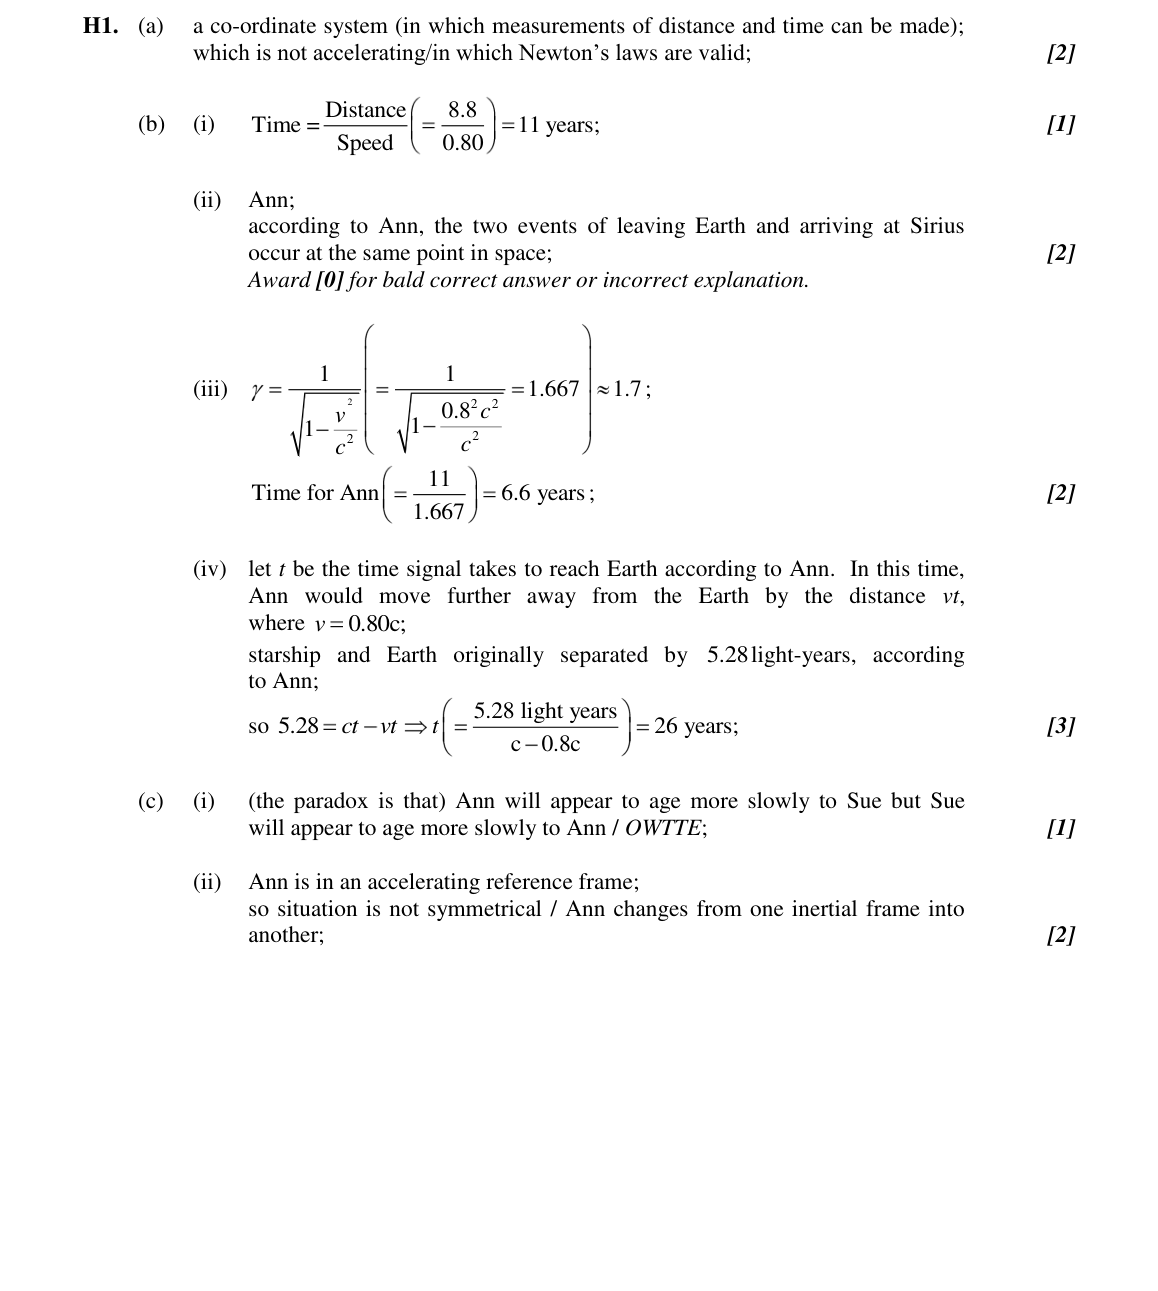 H1. (a) a co-ordinate system (in which measurements of distance and time can be made);
which is not accelerating/in which Newton’s laws are valid; [2]
(b) (i) Time = Distance/Speed (= 8.8/0.80) = 11 years; [1]
(ii) Ann;
according to Ann, the two events of leaving Earth and arriving at Sirius
occur at the same point in space; [2]
Award [0] for bald correct answer or incorrect explanation.
(iii) γ = 1/√(1 − v²/c²) (= 1/√(1 − 0.8²c²/c²) = 1.667) ≈ 1.7;
Time for Ann (= 11/1.667) = 6.6 years; [2]
(iv) let t be the time signal takes to reach Earth according to Ann. In this time,
Ann would move further away from the Earth by the distance vt,
where v = 0.80c;
starship and Earth originally separated by 5.28 light-years, according
to Ann;
so 5.28 = ct − vt ⇒ t (= 5.28 light years/c − 0.8c) = 26 years; [3]
(c) (i) (the paradox is that) Ann will appear to age more slowly to Sue but Sue
will appear to age more slowly to Ann / OWTTE; [1]
(ii) Ann is in an accelerating reference frame;
so situation is not symmetrical / Ann changes from one inertial frame into
another; [2]